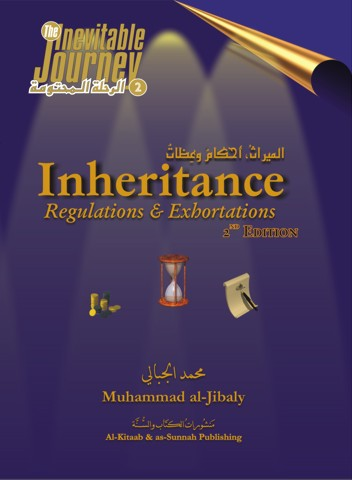 The Inevitable
Journey
الرحلة المحتومة 2
الميراث، أحكام وعظات
Inheritance
Regulations & Exhortations
2ND EDITION
محمد الجبالي
Muhammad al-Jibaly
منشورات الكتاب والسنة
Al-Kitaab & as-Sunnah Publishing